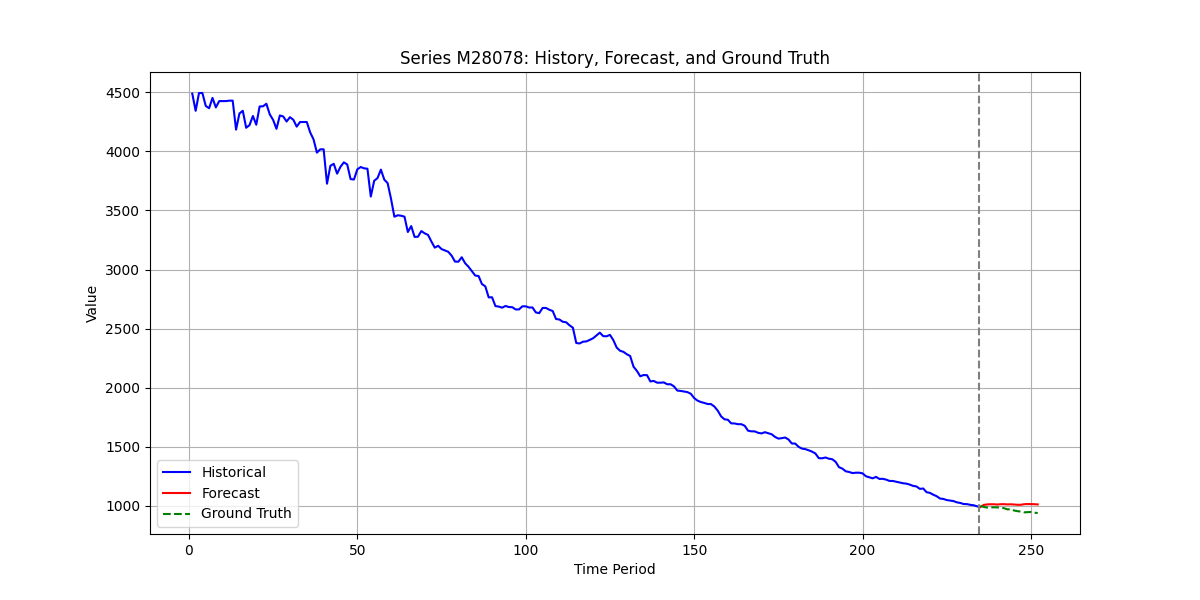 Series M28078: History, Forecast, and Ground Truth
4500
4000
3500
3000
2500
2000
1500
1000
Value
Historical
Forecast
Ground Truth
0
50
100
150
200
250
Time Period